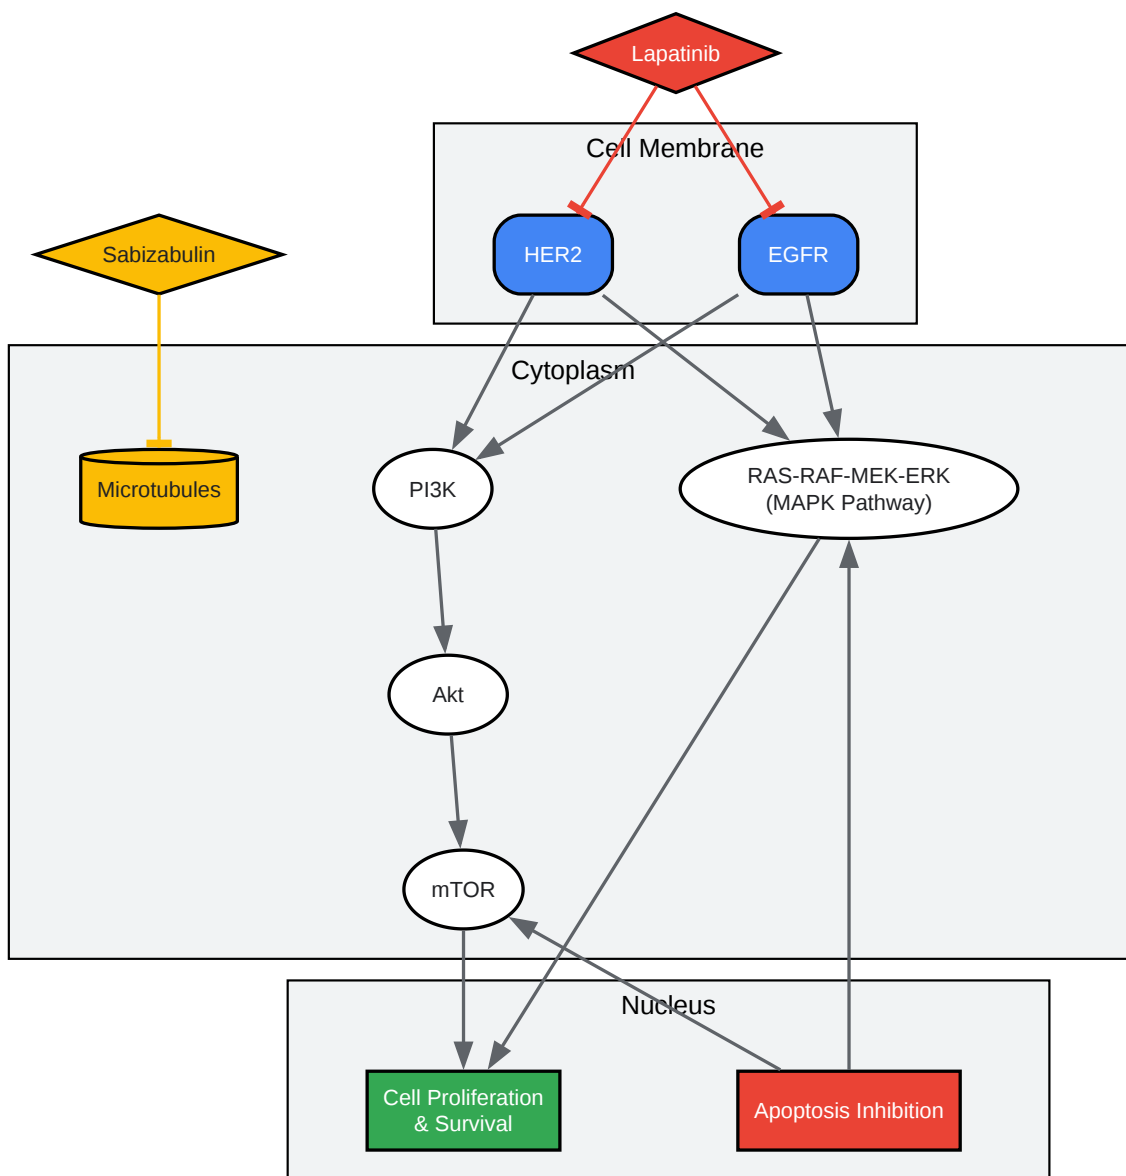 Lapatinib
Cell Membrane
Sabizabulin
HER2
EGFR
Cytoplasm
Microtubules
PI3K
RAS-RAF-MEK-ERK
(MAPK Pathway)
Akt
mTOR
Nucleus
Cell Proliferation
& Survival
Apoptosis Inhibition